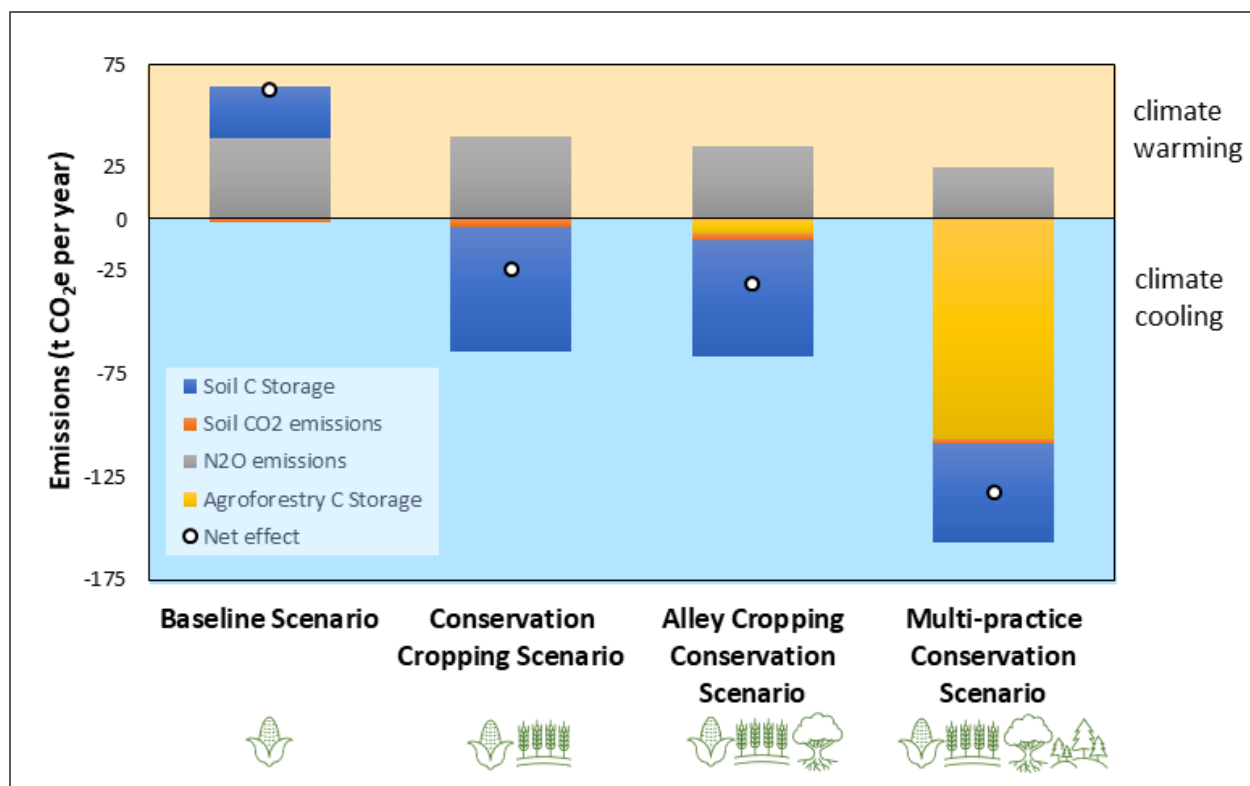 75
25
0
-25
-75
-125
-175
Emissions (t CO₂e per year)
climate
warming
climate
cooling
Soil C Storage
Soil CO2 emissions
N2O emissions
Agroforestry C Storage
Net effect
Baseline Scenario
Conservation
Cropping Scenario
Alley Cropping
Conservation
Scenario
Multi-practice
Conservation
Scenario